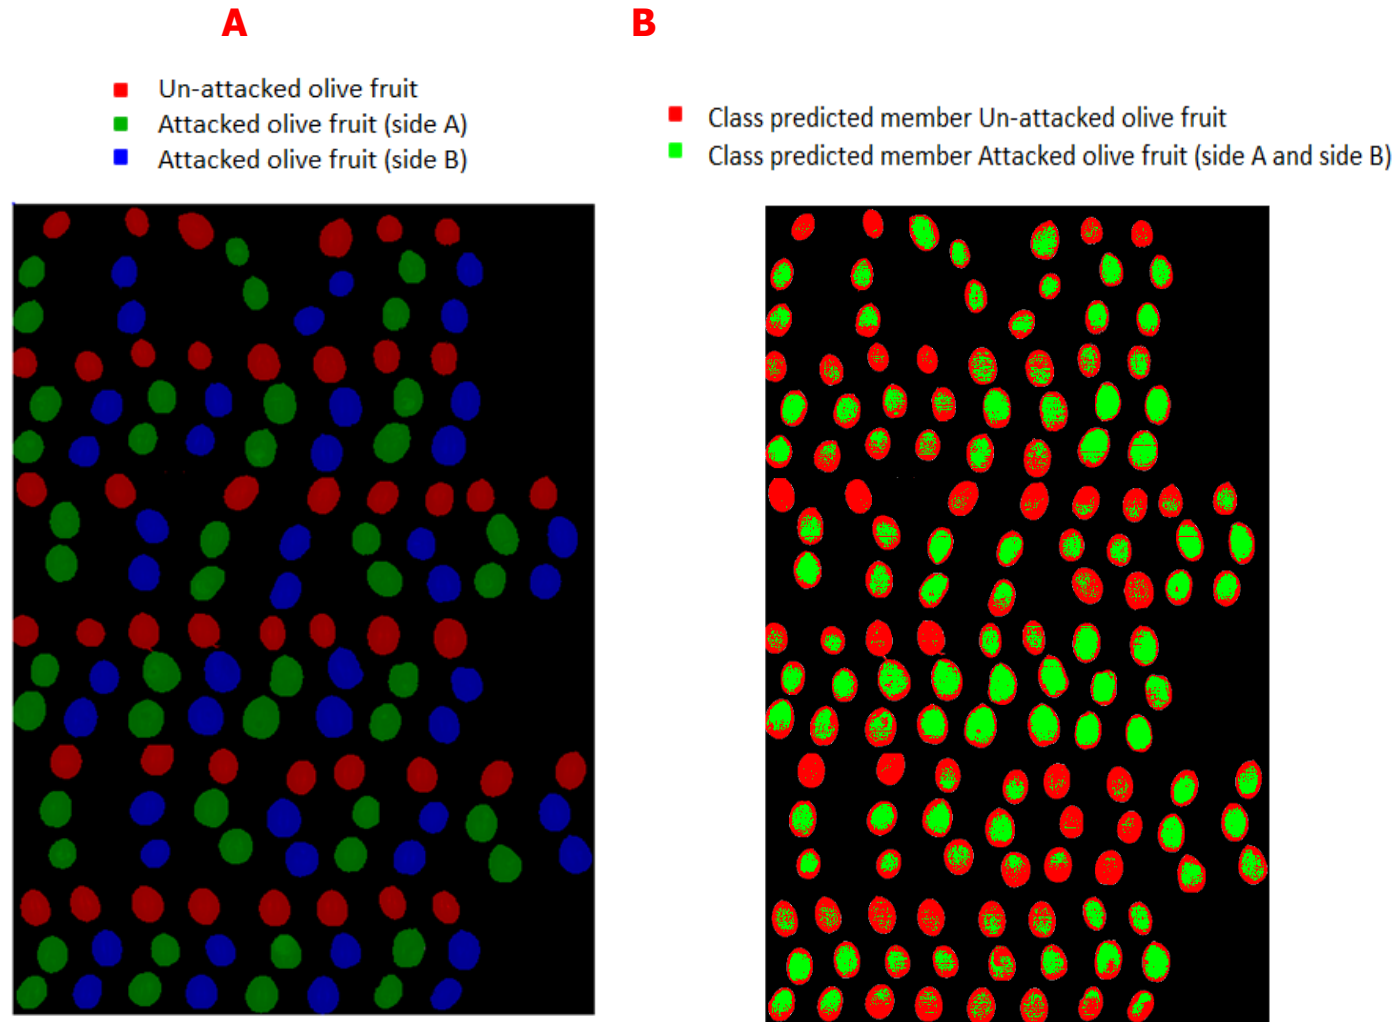 A
B
Un-attacked olive fruit
Attacked olive fruit (side A)
Attacked olive fruit (side B)
Class predicted member Un-attacked olive fruit
Class predicted member Attacked olive fruit (side A and side B)